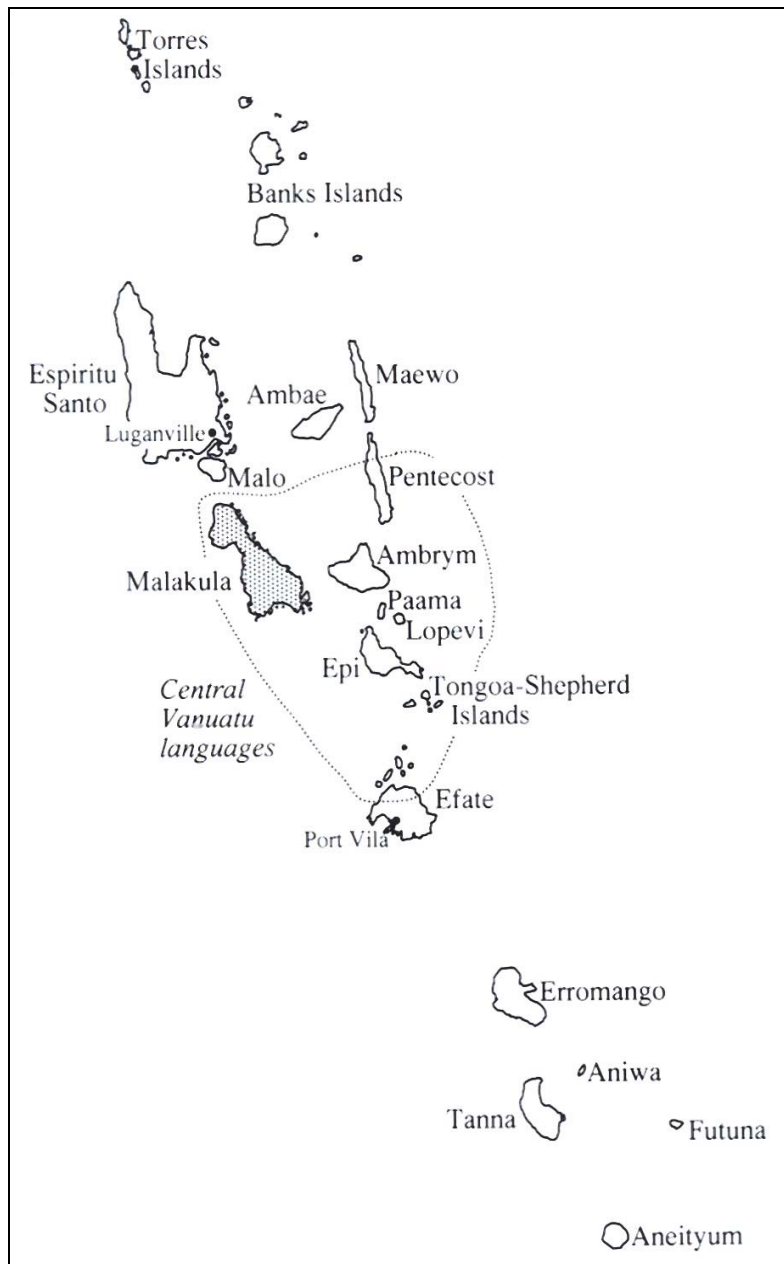 Torres
Islands
Banks Islands
Espiritu
Santo
Luganville
Ambae
Maewo
Malo
Pentecost
Malakula
Ambrym
Paama
Lopevi
Epi
Tongoa-Shepherd
Islands
Central
Vanuatu
languages
Efate
Port Vila
Erromango
Aniwa
Tanna
Futuna
Aneityum